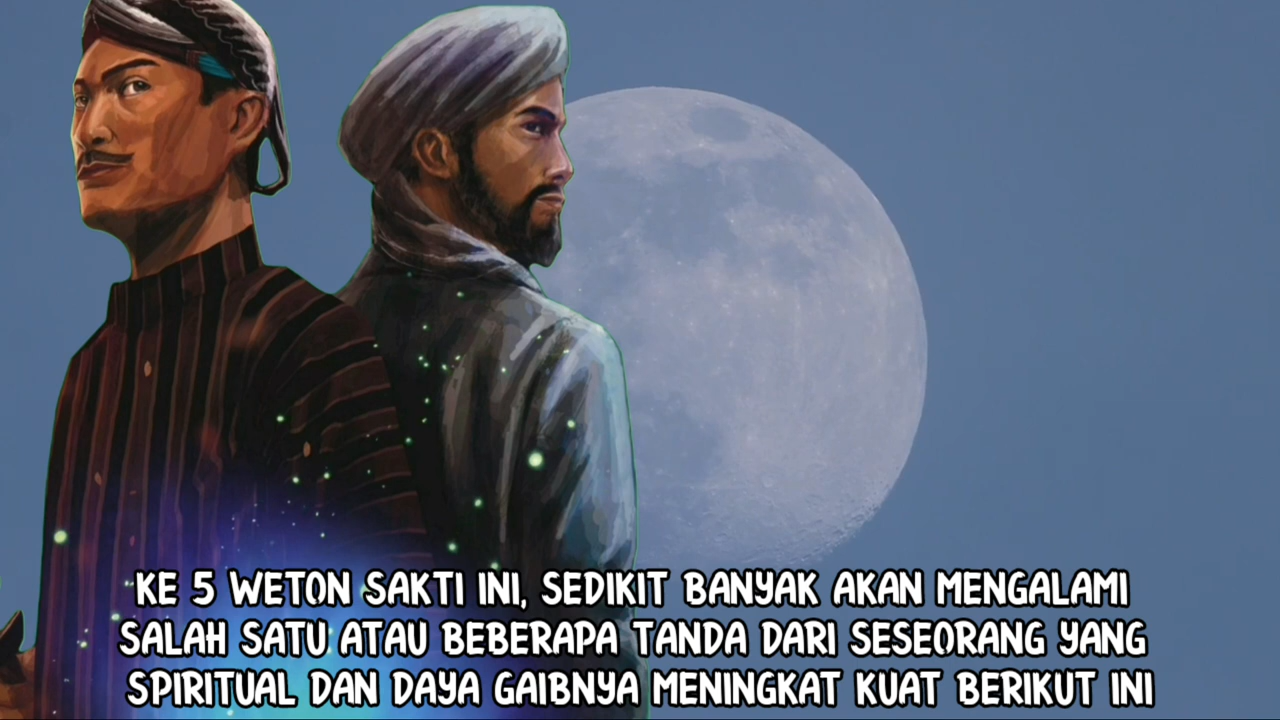 KE 5 WETON SAKTI INI, SEDIKIT BANYAK AKAN MENGALAMI
SALAH SATU ATAU BEBERAPA TANDA DARI SESEORANG YANG
SPIRITUAL DAN DAYA GAIBNYA MENINGKAT KUAT BERIKUT INI